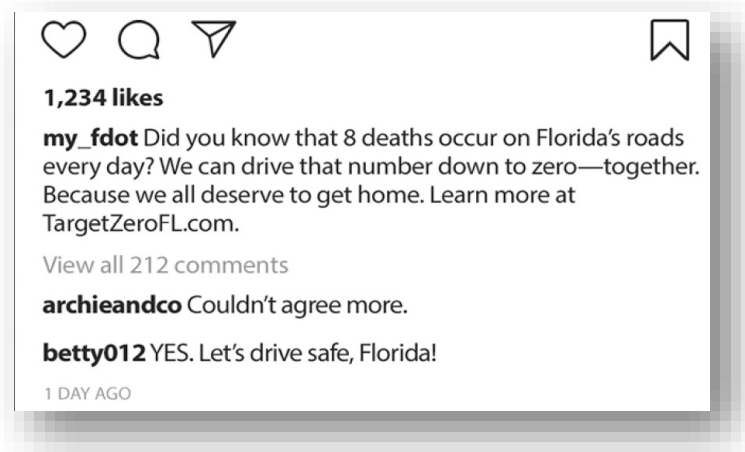 1,234 likes
my_fdot Did you know that 8 deaths occur on Florida’s roads
every day? We can drive that number down to zero—together.
Because we all deserve to get home. Learn more at
TargetZeroFL.com.
View all 212 comments
archieandco Couldn’t agree more.
betty012 YES. Let’s drive safe, Florida!
1 DAY AGO